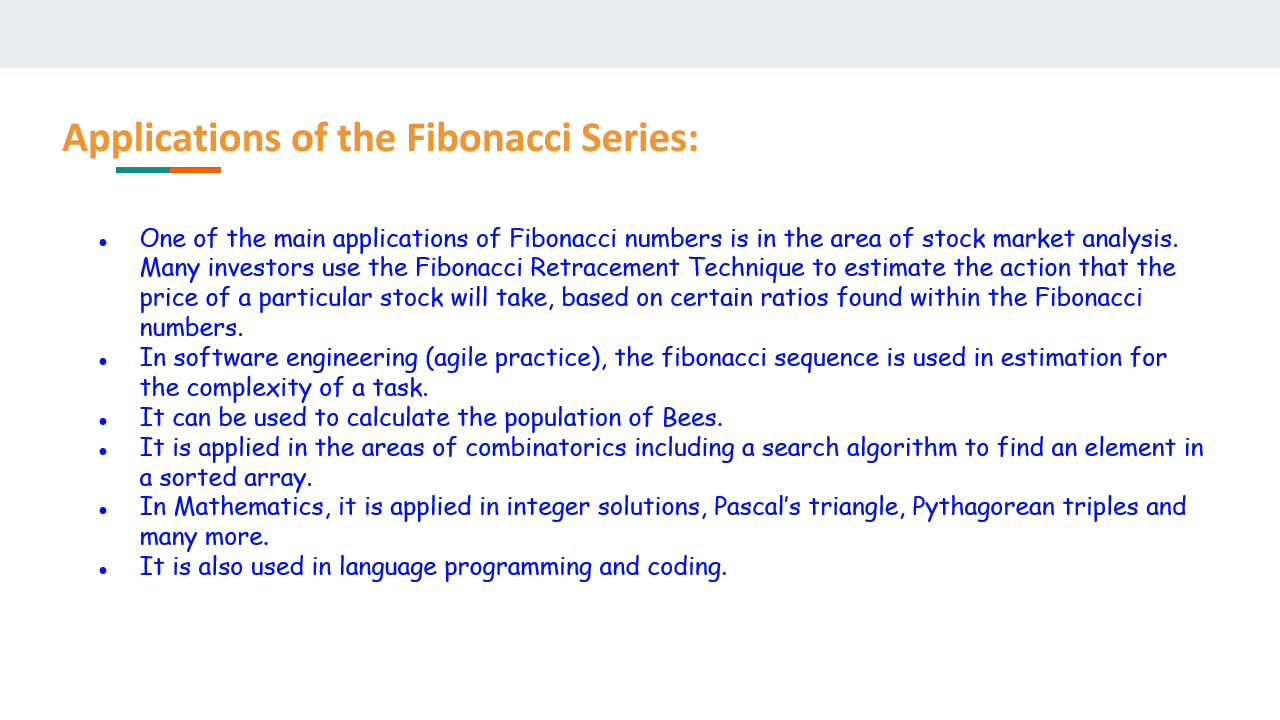 Applications of the Fibonacci Series:
● One of the main applications of Fibonacci numbers is in the area of stock market analysis.
Many investors use the Fibonacci Retracement Technique to estimate the action that the
price of a particular stock will take, based on certain ratios found within the Fibonacci
numbers.
● In software engineering (agile practice), the fibonacci sequence is used in estimation for
the complexity of a task.
● It can be used to calculate the population of Bees.
● It is applied in the areas of combinatorics including a search algorithm to find an element in
a sorted array.
● In Mathematics, it is applied in integer solutions, Pascal’s triangle, Pythagorean triples and
many more.
● It is also used in language programming and coding.